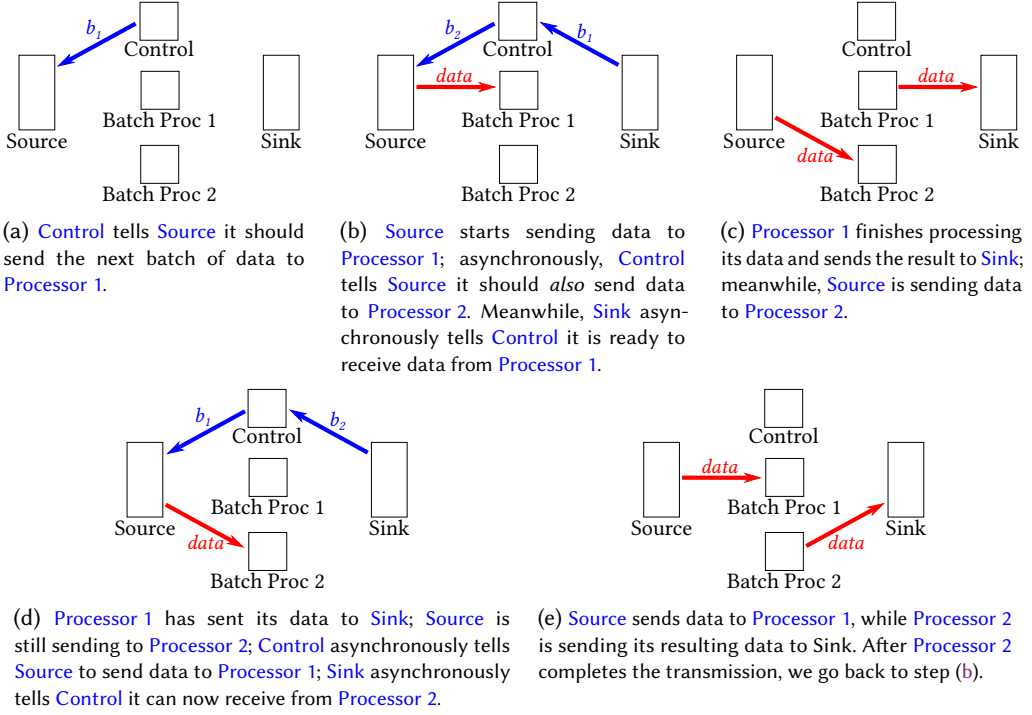 b1
Control
Batch Proc 1
Source
Sink
Batch Proc 2
(a) Control tells Source it should
send the next batch of data to
Processor 1.
b2
b1
Control
data
Batch Proc 1
Source
Sink
Batch Proc 2
(b) Source starts sending data to
Processor 1; asynchronously, Control
tells Source it should also send data
to Processor 2. Meanwhile, Sink asyn-
chronously tells Control it is ready to
receive data from Processor 1.
Control
data
Batch Proc 1
Source
Sink
data
Batch Proc 2
(c) Processor 1 finishes processing
its data and sends the result to Sink;
meanwhile, Source is sending data
to Processor 2.
b1
b2
Control
Batch Proc 1
Source
Sink
data
Batch Proc 2
(d) Processor 1 has sent its data to Sink; Source is
still sending to Processor 2; Control asynchronously tells
Source to send data to Processor 1; Sink asynchronously
tells Control it can now receive from Processor 2.
Control
data
Batch Proc 1
Source
Sink
data
Batch Proc 2
(e) Source sends data to Processor 1, while Processor 2
is sending its resulting data to Sink. After Processor 2
completes the transmission, we go back to step (b).